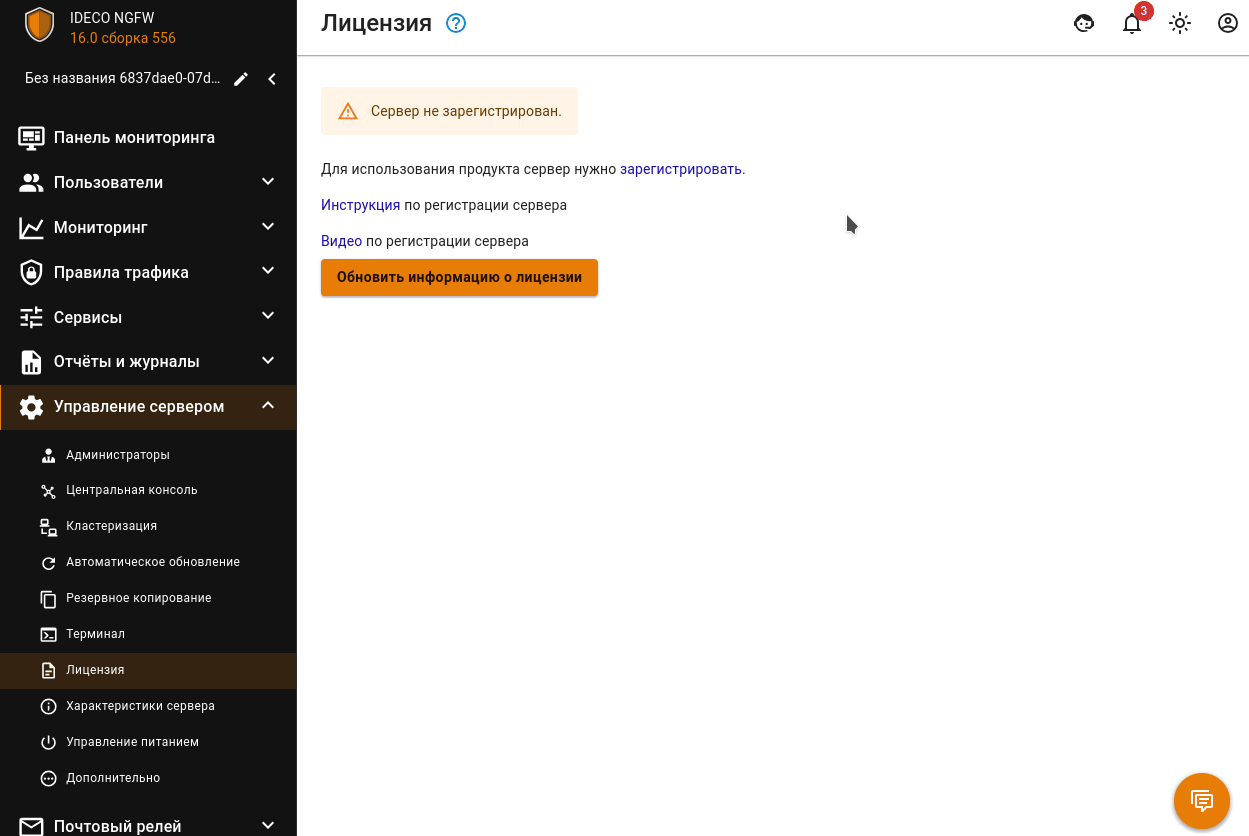 IDECO NGFW
16.0 сборка 556
Без названия 6837dae0-07d...
Панель мониторинга
Пользователи
Мониторинг
Правила трафика
Сервисы
Отчёты и журналы
Управление сервером
Администраторы
Центральная консоль
Кластеризация
Автоматическое обновление
Резервное копирование
Терминал
Лицензия
Характеристики сервера
Управление питанием
Дополнительно
Почтовый релей
Лицензия
3
Сервер не зарегистрирован.
Для использования продукта сервер нужно зарегистрировать.
Инструкция по регистрации сервера
Видео по регистрации сервера
Обновить информацию о лицензии